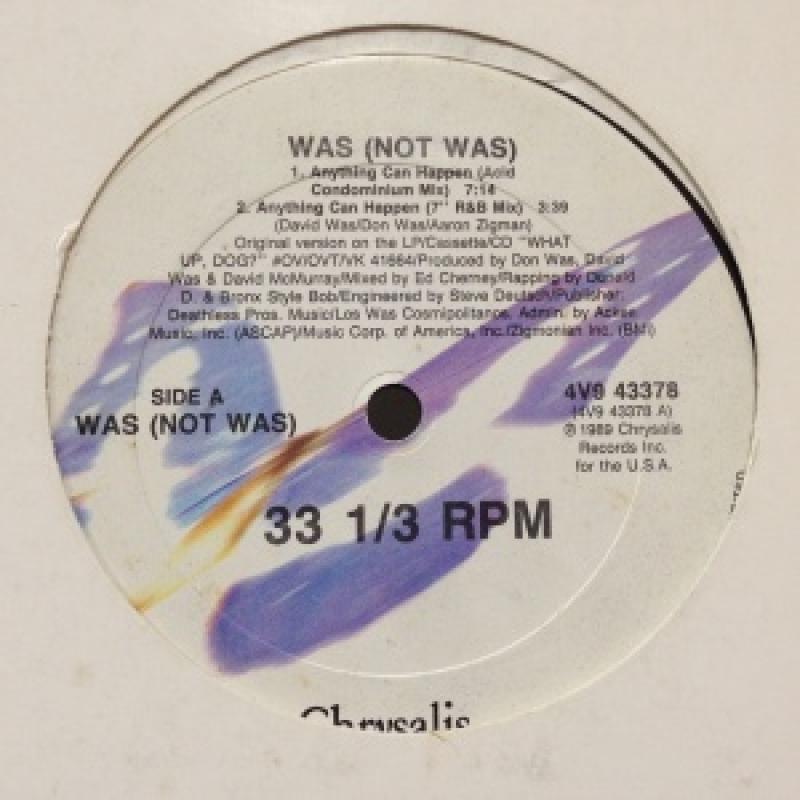 WAS (NOT WAS)
1. Anything Can Happen (Acid
Condominium Mix) 7:14
2. Anything Can Happen (7" R&B Mix) 3:39
(David Was/Don Was/Aaron Zigman)
Original version on the LP/Cassette/CD "WHAT
UP, DOG?" #OV/OVT/VK 41664/Produced by Don Was, David
Was & David McMurray/Mixed by Ed Cherney/Rapping by Donald
D. & Bronx Style Bob/Engineered by Steve Deutsch/Publisher:
Deathless Pros. Music/Los Was Cosmipolitance, Admin. by Ackee
Music, Inc. (ASCAP)/Music Corp. of America, Inc./Zigmonian Inc. (BMI)
SIDE A
WAS (NOT WAS)
4V9 43378
(4V9 43378 A)
℗ 1989 Chrysalis
Records Inc.
for the U.S.A.
33 1/3 RPM
Chrysalis